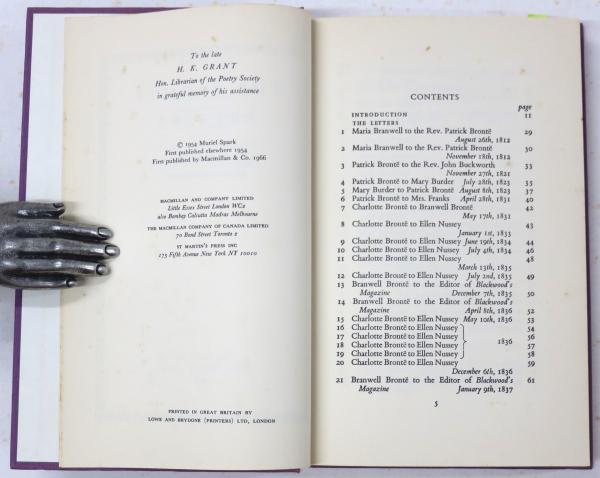 To the late
H. K. GRANT
Hon. Librarian of the Poetry Society
in grateful memory of his assistance
© 1954 Muriel Spark
First published elsewhere 1954
First published by Macmillan & Co. 1966
MACMILLAN AND COMPANY LIMITED
Little Essex Street London WC2
also Bombay Calcutta Madras Melbourne
THE MACMILLAN COMPANY OF CANADA LIMITED
70 Bond Street Toronto 2
ST MARTIN'S PRESS INC
175 Fifth Avenue New York NY 10010
PRINTED IN GREAT BRITAIN BY
LOWE AND BRYDONE (PRINTERS) LTD, LONDON
CONTENTS
page
INTRODUCTION 11
THE LETTERS
1 Maria Branwell to the Rev. Patrick Brontë 29
August 26th, 1812
2 Maria Branwell to the Rev. Patrick Brontë 30
November 18th, 1812
3 Patrick Brontë to the Rev. John Buckworth 33
November 27th, 1821
4 Patrick Brontë to Mary Burder July 28th, 1823 35
5 Mary Burder to Patrick Brontë August 8th, 1823 37
6 Patrick Brontë to Mrs. Franks April 28th, 1831 40
7 Charlotte Brontë to Branwell Brontë 42
May 17th, 1832
8 Charlotte Brontë to Ellen Nussey 43
January 1st, 1833
9 Charlotte Brontë to Ellen Nussey June 19th, 1834 44
10 Charlotte Brontë to Ellen Nussey July 4th, 1834 46
11 Charlotte Brontë to Ellen Nussey 48
March 13th, 1835
12 Charlotte Brontë to Ellen Nussey July 2nd, 1835 49
13 Branwell Brontë to the Editor of Blackwood's
Magazine December 7th, 1835 50
14 Branwell Brontë to the Editor of Blackwood's
Magazine April 8th, 1836 52
15 Charlotte Brontë to Ellen Nussey May 10th, 1836 53
16 Charlotte Brontë to Ellen Nussey 54
17 Charlotte Brontë to Ellen Nussey 1836 56
18 Charlotte Brontë to Ellen Nussey 57
19 Charlotte Brontë to Ellen Nussey 58
20 Charlotte Brontë to Ellen Nussey 59
December 6th, 1836
21 Branwell Brontë to the Editor of Blackwood's 61
Magazine January 9th, 1837
5